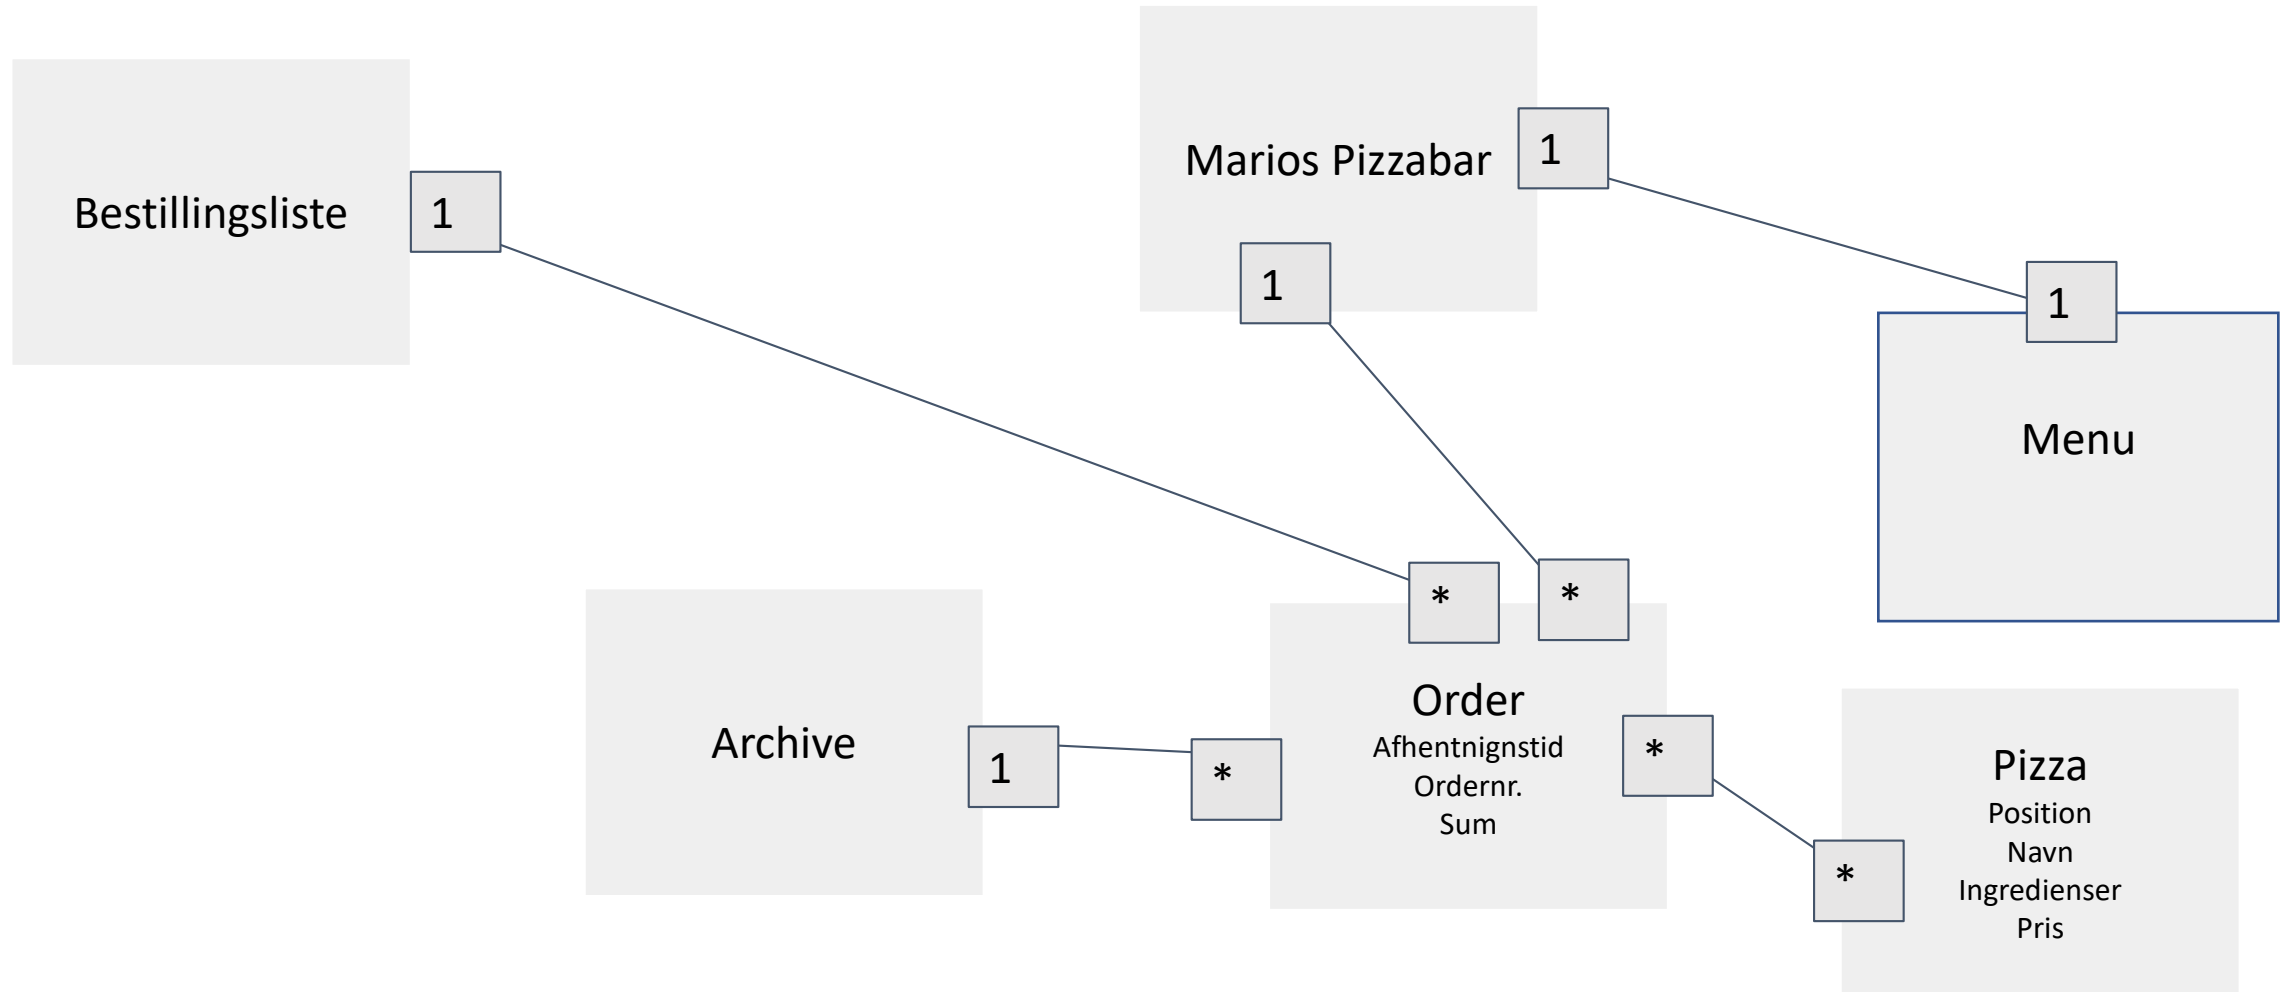 Marios Pizzabar
1
1
Bestillingsliste
1
1
Menu
*
*
Archive
1
*
Order
Afhentnignstid
Ordernr.
Sum
*
*
Pizza
Position
Navn
Ingredienser
Pris